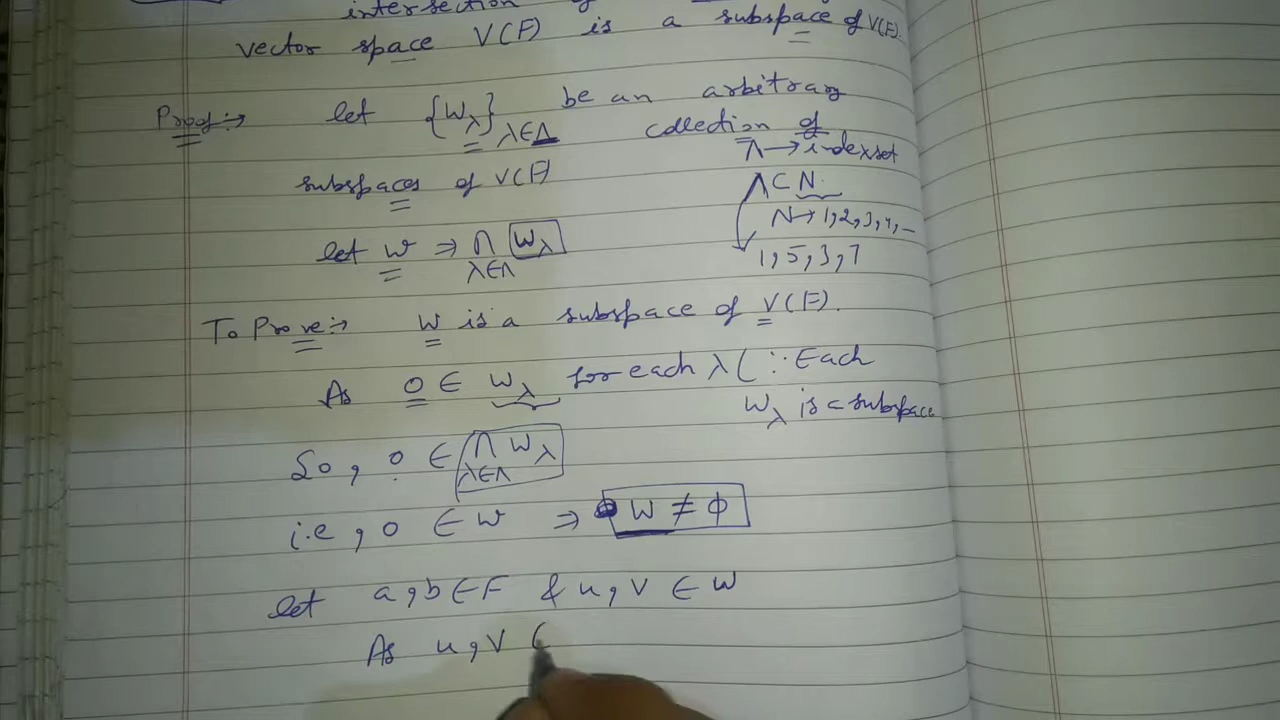 intersection
vector space V(F) is a subspace of V(F).
Proof:→ let {Wλ} λ∈Λ be an arbitrary
collection of
λ → indexset
subspaces of V(F)
Λ ⊂ N
N → 1, 2, 3, 4, _
1, 5, 3, 7
let W ⇒ ∩ Wλ
λ∈Λ
To Prove:→ W is a subspace of V(F).
As 0 ∈ Wλ for each λ (∵ Each
Wλ is a subspace
So, 0 ∈ ∩ Wλ
λ∈Λ
i.e, 0 ∈ W ⇒ W ≠ ϕ
let a, b ∈ F & u, v ∈ W
As u, v (